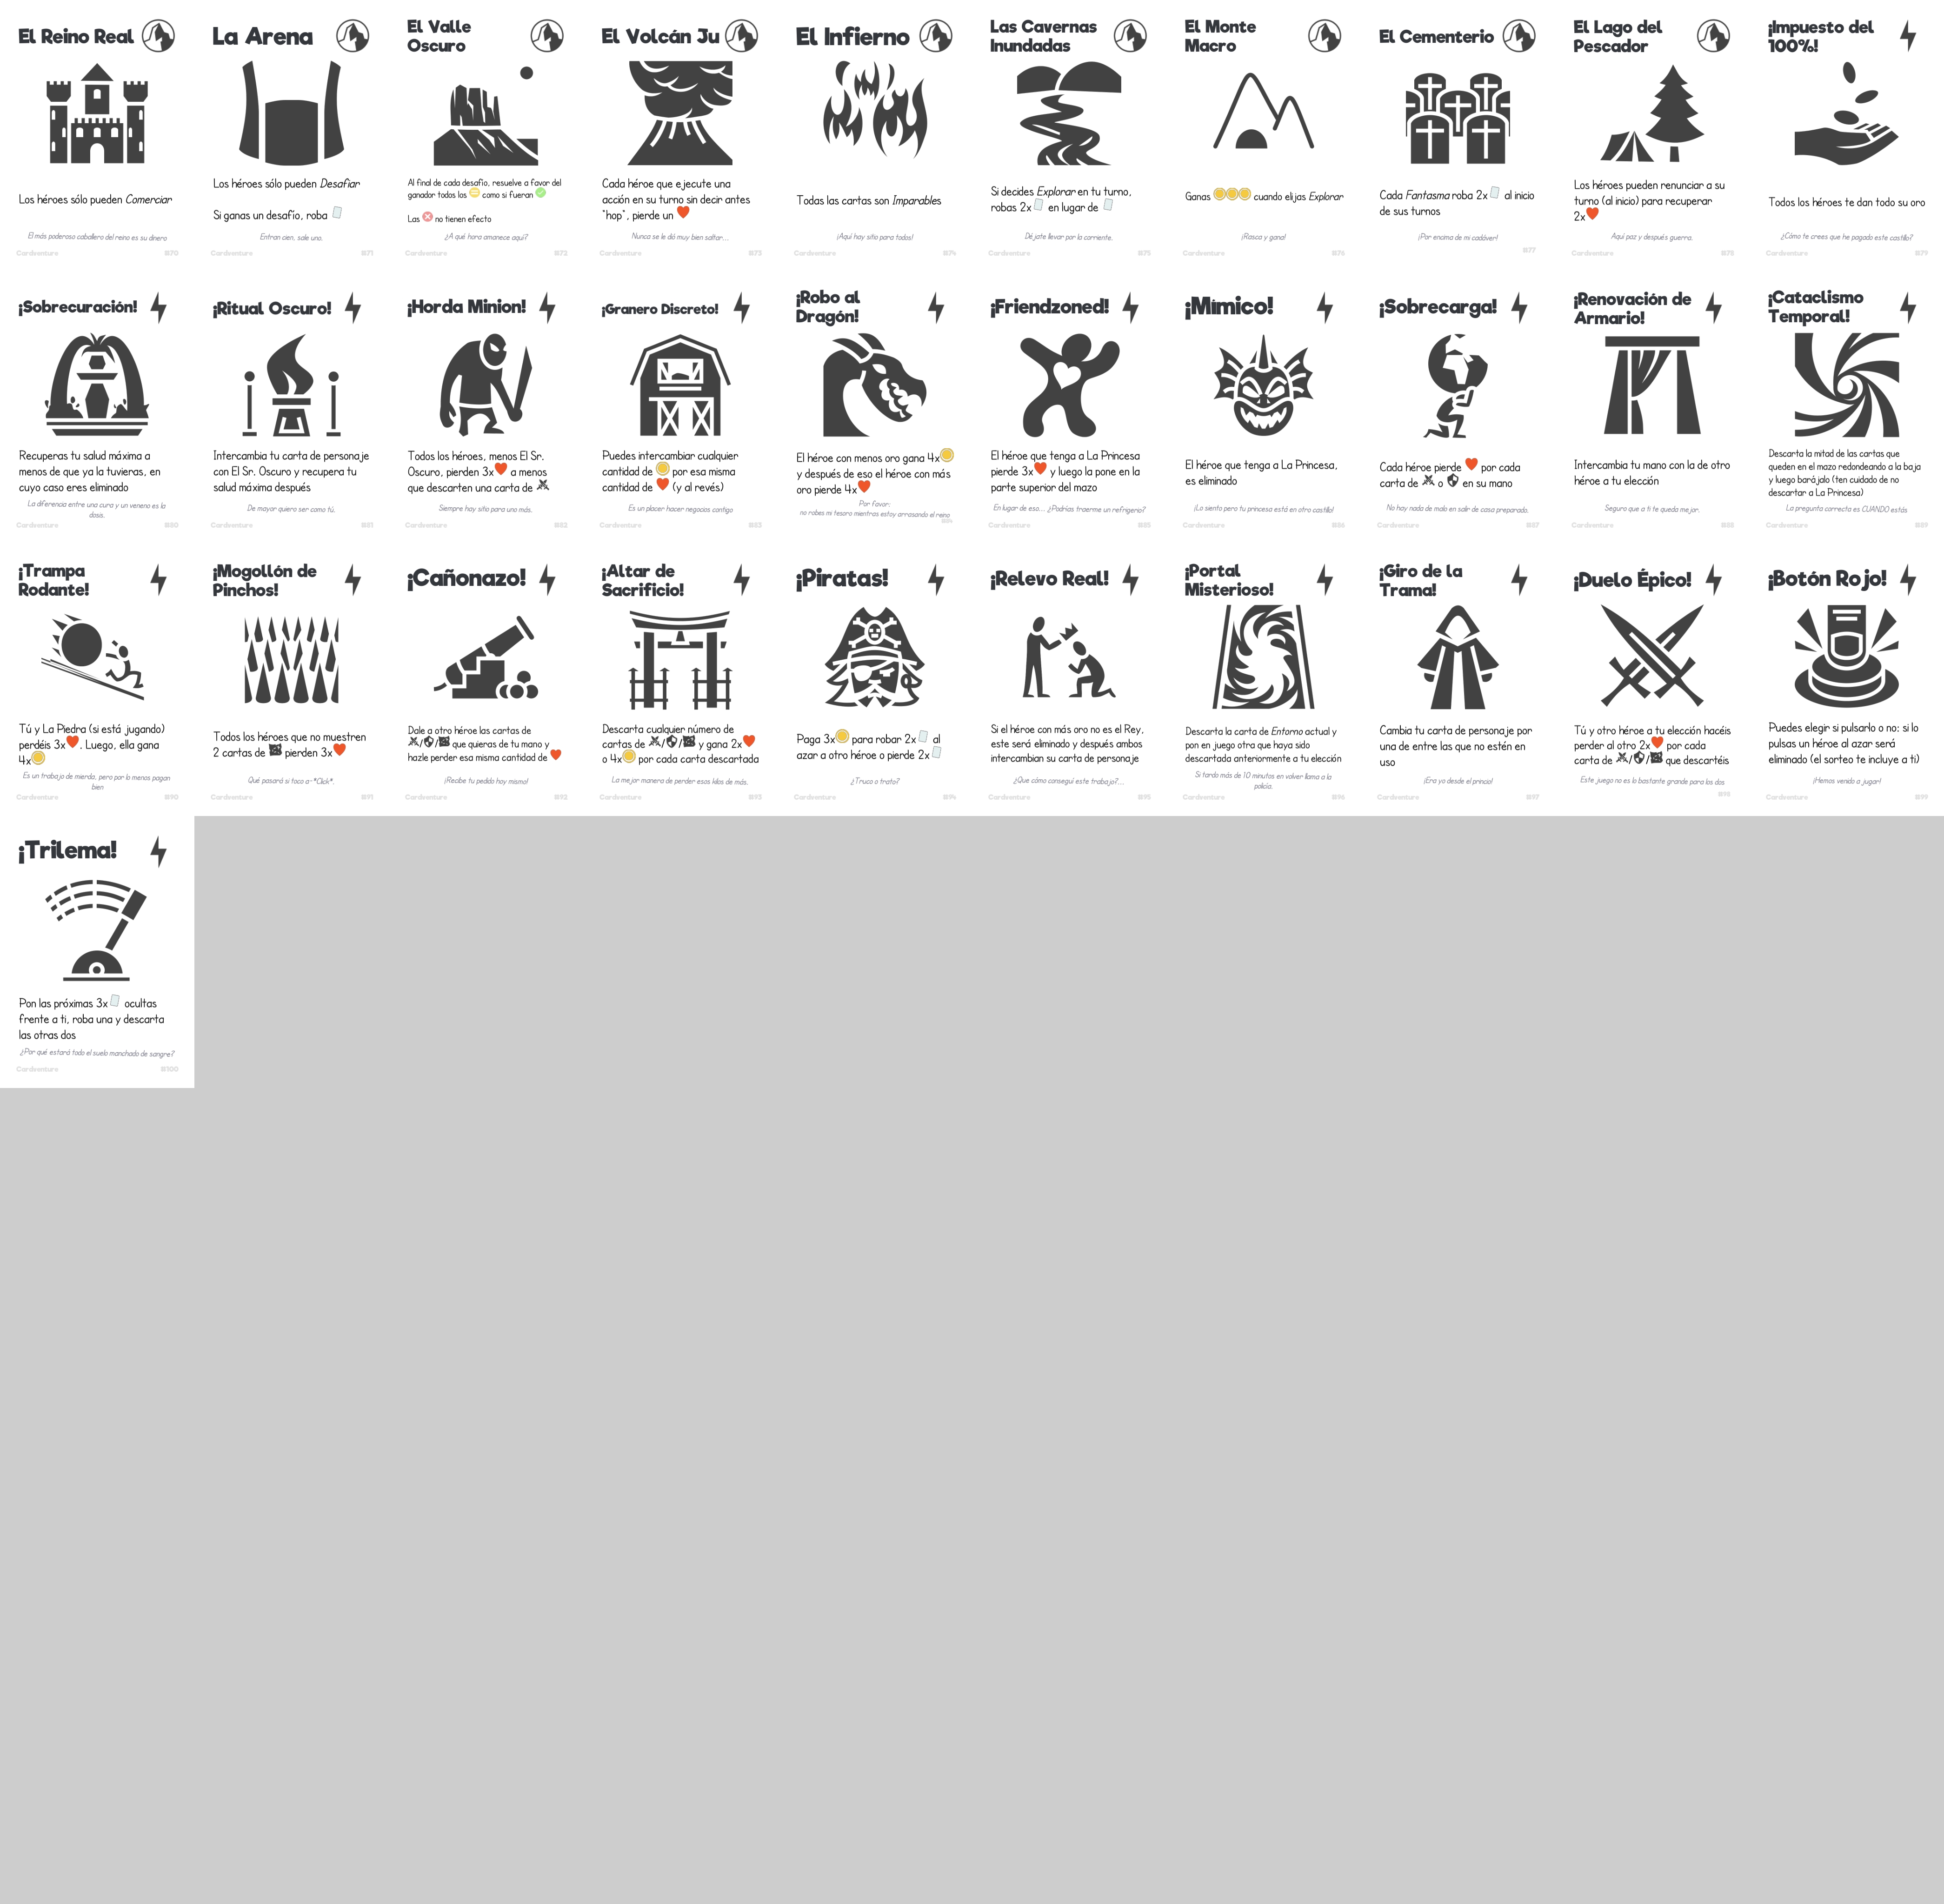 El Reino Real
Los héroes sólo pueden Comerciar
El más poderoso caballero del reino es su dinero
Cardventure #70
La Arena
Los héroes sólo pueden Desafiar
Si ganas un desafío, roba
Entran cien, sale uno.
Cardventure #71
El Valle
Oscuro
Al final de cada desafío, resuelve a favor del
ganador todos los como si fueran
Las no tienen efecto
¿A qué hora amanece aquí?
Cardventure #72
El Volcán Ju
Cada héroe que ejecute una
acción en su turno sin decir antes
"hop", pierde un
Nunca se le dió muy bien saltar...
Cardventure #73
El Infierno
Todas las cartas son Imparables
¡Aquí hay sitio para todos!
Cardventure #74
Las Cavernas
Inundadas
Si decides Explorar en tu turno,
robas 2x en lugar de
Déjate llevar por la corriente.
Cardventure #75
El Monte
Macro
Ganas cuando elijas Explorar
¡Rasca y gana!
Cardventure #76
El Cementerio
Cada Fantasma roba 2x al inicio
de sus turnos
¡Por encima de mi cadáver!
Cardventure #77
El Lago del
Pescador
Los héroes pueden renunciar a su
turno (al inicio) para recuperar
2x
Aquí paz y después guerra.
Cardventure #78
¡Impuesto del
100%!
Todos los héroes te dan todo su oro
¿Cómo te crees que he pagado este castillo?
Cardventure #79
¡Sobrecuración!
Recuperas tu salud máxima a
menos de que ya la tuvieras, en
cuyo caso eres eliminado
La diferencia entre una cura y un veneno es la
dosis.
Cardventure #80
¡Ritual Oscuro!
Intercambia tu carta de personaje
con El Sr. Oscuro y recupera tu
salud máxima después
De mayor quiero ser como tú.
Cardventure #81
¡Horda Minion!
Todos los héroes, menos El Sr.
Oscuro, pierden 3x a menos
que descarten una carta de
Siempre hay sitio para uno más.
Cardventure #82
¡Granero Discreto!
Puedes intercambiar cualquier
cantidad de por esa misma
cantidad de (y al revés)
Es un placer hacer negocios contigo
Cardventure #83
¡Robo al
Dragón!
El héroe con menos oro gana 4x
y después de eso el héroe con más
oro pierde 4x
Por favor:
no robes mi tesoro mientras estoy arrasando el reino
Cardventure #84
¡Friendzoned!
El héroe que tenga a La Princesa
pierde 3x y luego la pone en la
parte superior del mazo
En lugar de eso... ¿Podrías traerme un refrigerio?
Cardventure #85
¡Mímico!
El héroe que tenga a La Princesa,
es eliminado
¡Lo siento pero tu princesa está en otro castillo!
Cardventure #86
¡Sobrecarga!
Cada héroe pierde por cada
carta de o en su mano
No hay nada de malo en salir de casa preparado.
Cardventure #87
¡Renovación de
Armario!
Intercambia tu mano con la de otro
héroe a tu elección
Seguro que a ti te queda mejor.
Cardventure #88
¡Cataclismo
Temporal!
Descarta la mitad de las cartas que
queden en el mazo redondeando a la baja
y luego barájalo (ten cuidado de no
descartar a La Princesa)
La pregunta correcta es CUANDO estás
Cardventure #89
¡Trampa
Rodante!
Tú y La Piedra (si está jugando)
perdéis 3x. Luego, ella gana
4x
Es un trabajo de mierda, pero por lo menos pagan
bien
Cardventure #90
¡Mogollón de
Pinchos!
Todos los héroes que no muestren
2 cartas de pierden 3x
Qué pasará si toco a-*Click*.
Cardventure #91
¡Cañonazo!
Dale a otro héroe las cartas de
/ / que quieras de tu mano y
hazle perder esa misma cantidad de
¡Recibe tu pedido hoy mismo!
Cardventure #92
¡Altar de
Sacrificio!
Descarta cualquier número de
cartas de / / y gana 2x
o 4x por cada carta descartada
La mejor manera de perder esos kilos de más.
Cardventure #93
¡Piratas!
Paga 3x para robar 2x al
azar a otro héroe o pierde 2x
¿Truco o trato?
Cardventure #94
¡Relevo Real!
Si el héroe con más oro no es el Rey,
este será eliminado y después ambos
intercambian su carta de personaje
¿Que cómo conseguí este trabajo?...
Cardventure #95
¡Portal
Misterioso!
Descarta la carta de Entorno actual y
pon en juego otra que haya sido
descartada anteriormente a tu elección
Si tardo más de 10 minutos en volver llama a la
policía.
Cardventure #96
¡Giro de la
Trama!
Cambia tu carta de personaje por
una de entre las que no estén en
uso
¡Era yo desde el princi!
Cardventure #97
¡Duelo Épico!
Tú y otro héroe a tu elección hacéis
perder al otro 2x por cada
carta de / / que descartéis
Este juego no es lo bastante grande para los dos
Cardventure #98
¡Botón Rojo!
Puedes elegir si pulsarlo o no: si lo
pulsas un héroe al azar será
eliminado (el sorteo te incluye a ti)
¡Hemos venido a jugar!
Cardventure #99
¡Trilema!
Pon las próximas 3x ocultas
frente a ti, roba una y descarta
las otras dos
¿Por qué estará todo el suelo manchado de sangre?
Cardventure #100